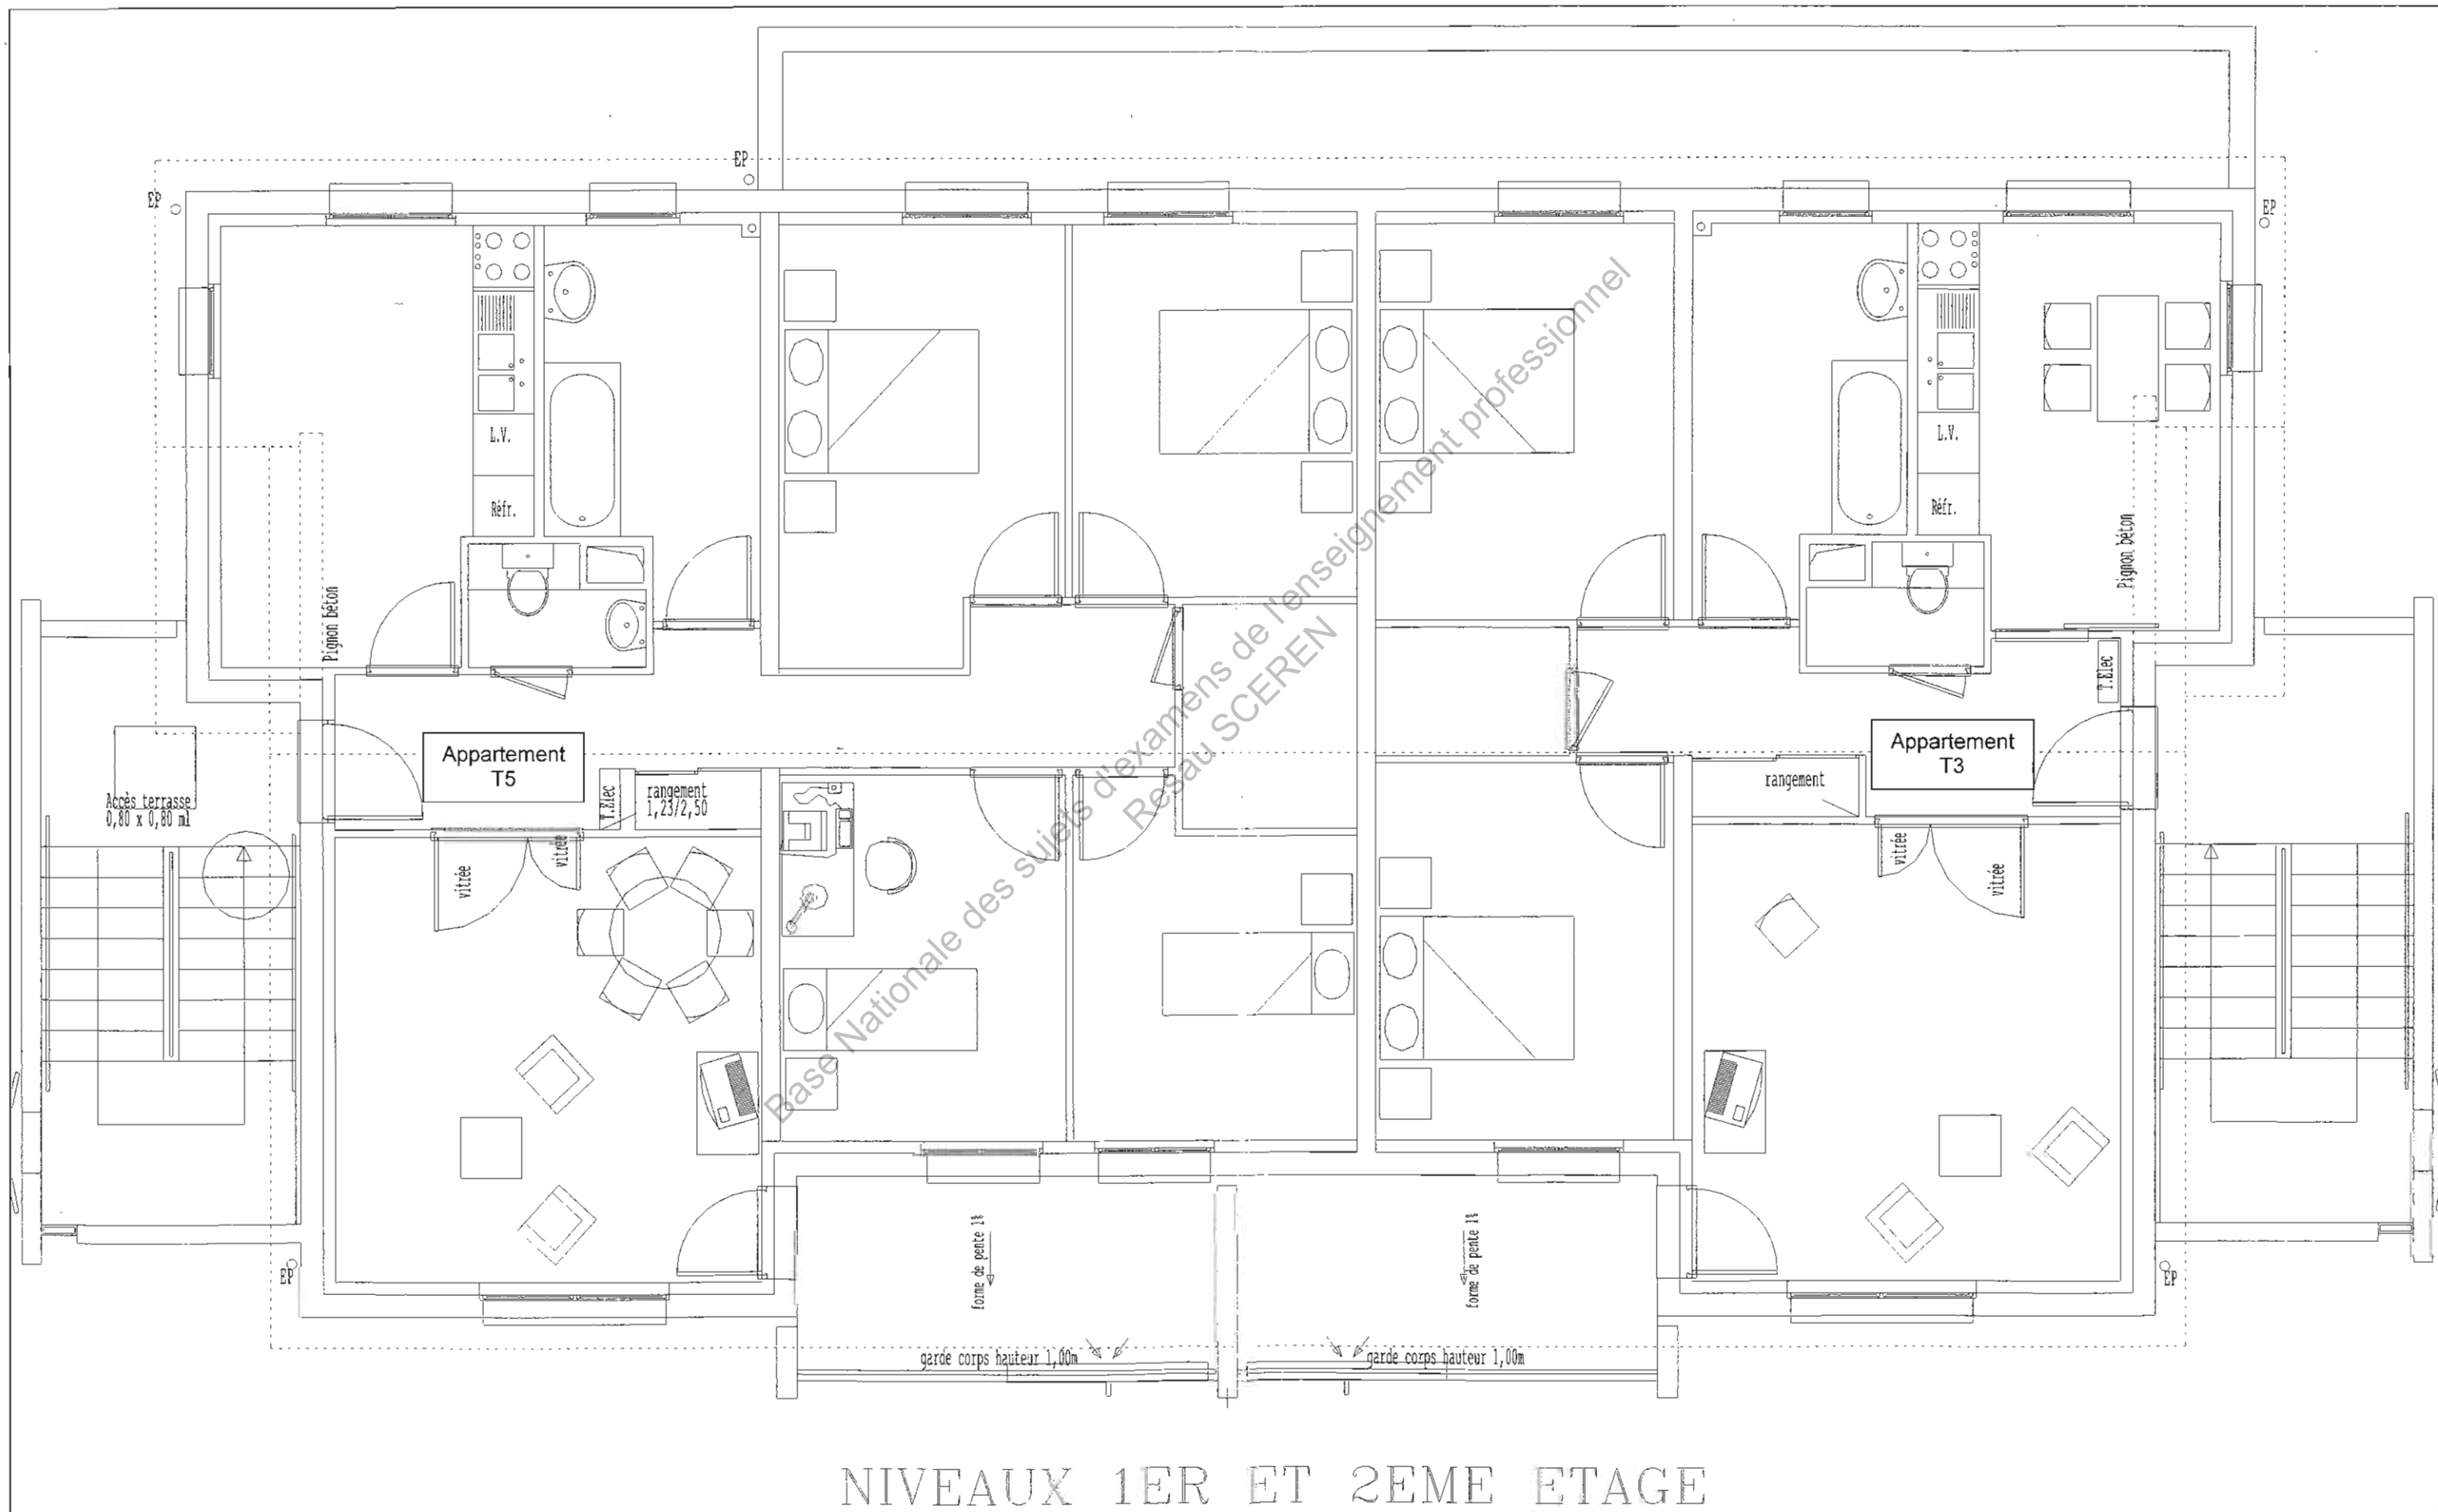 EP
EP
EP
L.V.
Réfr.
L.V.
Réfr.
Pignon béton
Pignon béton
T.Elec
Appartement
T5
Appartement
T3
Accès terrasse
0,80 x 0,80 ml
T.Elec
rangement
1,23/2,50
rangement
vitrée
vitrée
vitrée
vitrée
Base Nationale des sujets d'examens de l'enseignement professionnel
Réseau SCEREN
forme de pente 1%
forme de pente 1%
EP
EP
garde corps hauteur 1,00m
garde corps hauteur 1,00m
NIVEAUX 1ER ET 2EME ETAGE